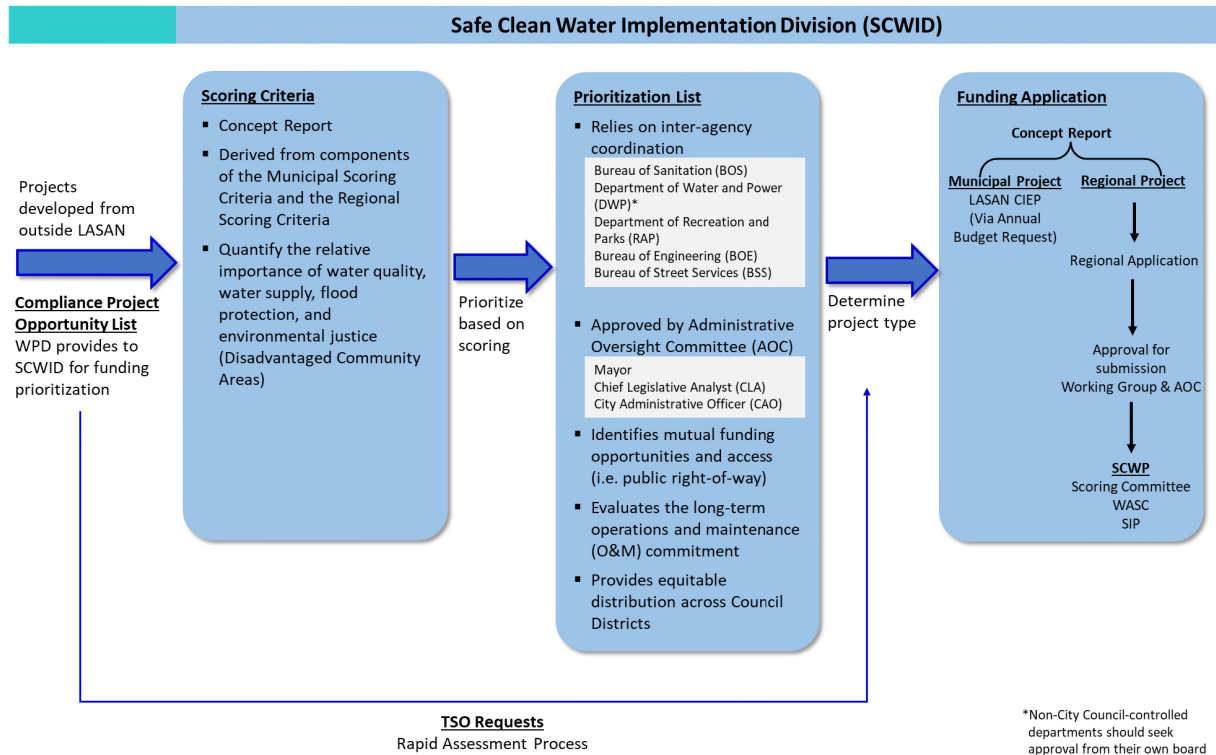 Safe Clean Water Implementation Division (SCWID)
Projects
developed from
outside LASAN
Compliance Project
Opportunity List
WPD provides to
SCWID for funding
prioritization
Scoring Criteria
▪ Concept Report
▪ Derived from components
of the Municipal Scoring
Criteria and the Regional
Scoring Criteria
▪ Quantify the relative
importance of water quality,
water supply, flood
protection, and
environmental justice
(Disadvantaged Community
Areas)
Prioritize
based on
scoring
Prioritization List
▪ Relies on inter-agency
coordination
Bureau of Sanitation (BOS)
Department of Water and Power
(DWP)*
Department of Recreation and
Parks (RAP)
Bureau of Engineering (BOE)
Bureau of Street Services (BSS)
▪ Approved by Administrative
Oversight Committee (AOC)
Mayor
Chief Legislative Analyst (CLA)
City Administrative Officer (CAO)
▪ Identifies mutual funding
opportunities and access
(i.e. public right-of-way)
▪ Evaluates the long-term
operations and maintenance
(O&M) commitment
▪ Provides equitable
distribution across Council
Districts
Determine
project type
Funding Application
Concept Report
Municipal Project
LASAN CIEP
(Via Annual
Budget Request)
Regional Project
Regional Application
Approval for
submission
Working Group & AOC
SCWP
Scoring Committee
WASC
SIP
TSO Requests
Rapid Assessment Process
*Non-City Council-controlled
departments should seek
approval from their own board